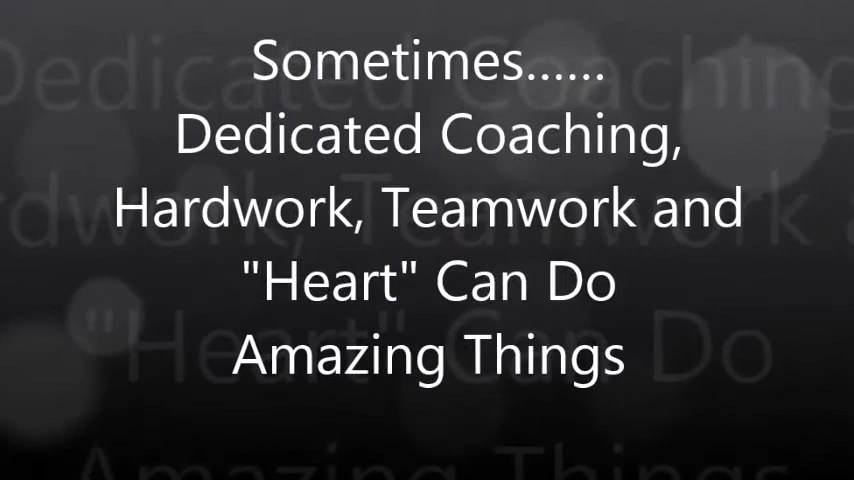 Sometimes......
Dedicated Coaching,
Hardwork, Teamwork and
"Heart" Can Do
Amazing Things